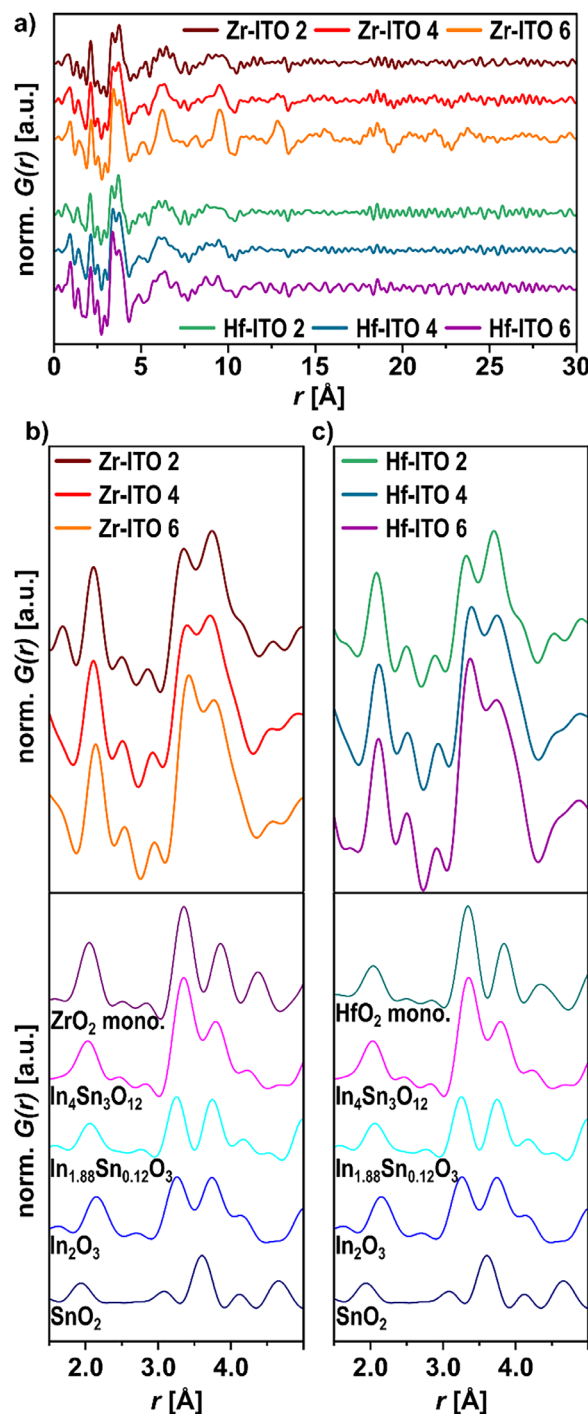 a)
Zr-ITO 2 Zr-ITO 4 Zr-ITO 6
norm. G(r) [a.u.]
Hf-ITO 2 Hf-ITO 4 Hf-ITO 6
0 5 10 15 20 25 30
r [Å]
b) c)
Zr-ITO 2 Hf-ITO 2
Zr-ITO 4 Hf-ITO 4
Zr-ITO 6 Hf-ITO 6
norm. G(r) [a.u.]
ZrO₂ mono. HfO₂ mono.
In₄Sn₃O₁₂ In₄Sn₃O₁₂
In₁.₈₈Sn₀.₁₂O₃ In₁.₈₈Sn₀.₁₂O₃
In₂O₃ In₂O₃
SnO₂ SnO₂
norm. G(r) [a.u.]
2.0 3.0 4.0 2.0 3.0 4.0
r [Å] r [Å]